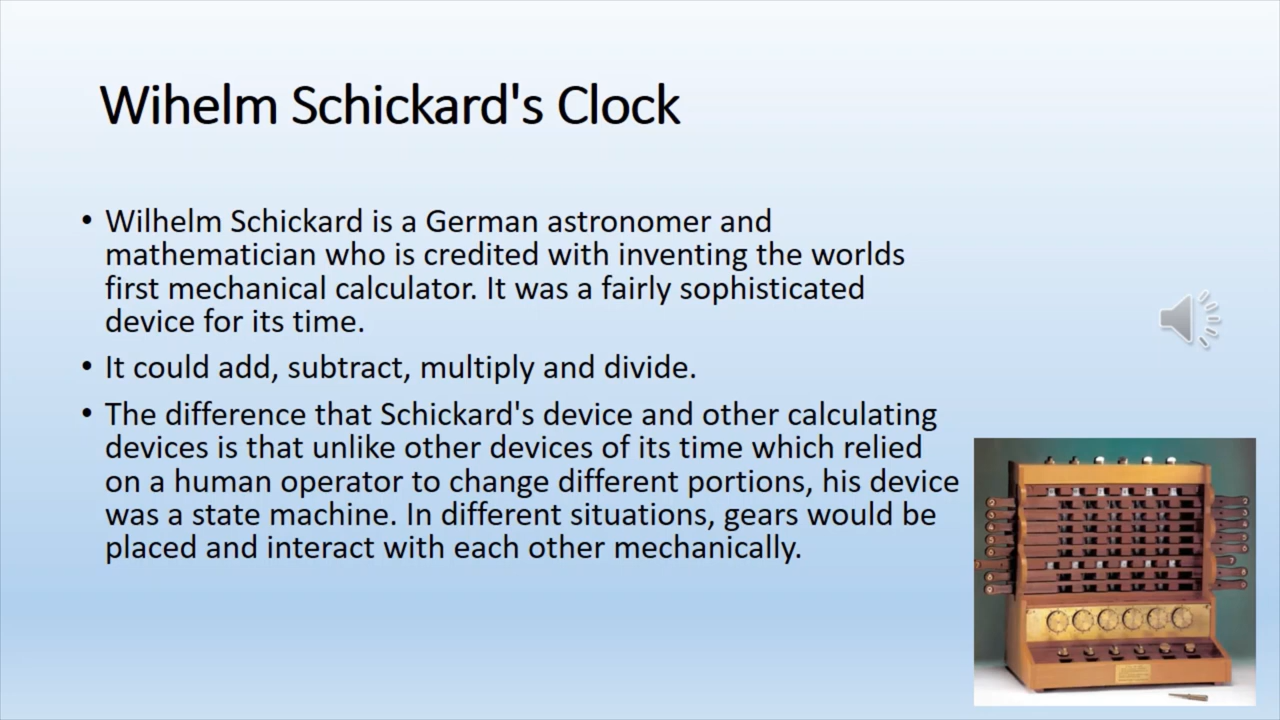 Wihelm Schickard's Clock
• Wilhelm Schickard is a German astronomer and
mathematician who is credited with inventing the worlds
first mechanical calculator. It was a fairly sophisticated
device for its time.
• It could add, subtract, multiply and divide.
• The difference that Schickard's device and other calculating
devices is that unlike other devices of its time which relied
on a human operator to change different portions, his device
was a state machine. In different situations, gears would be
placed and interact with each other mechanically.